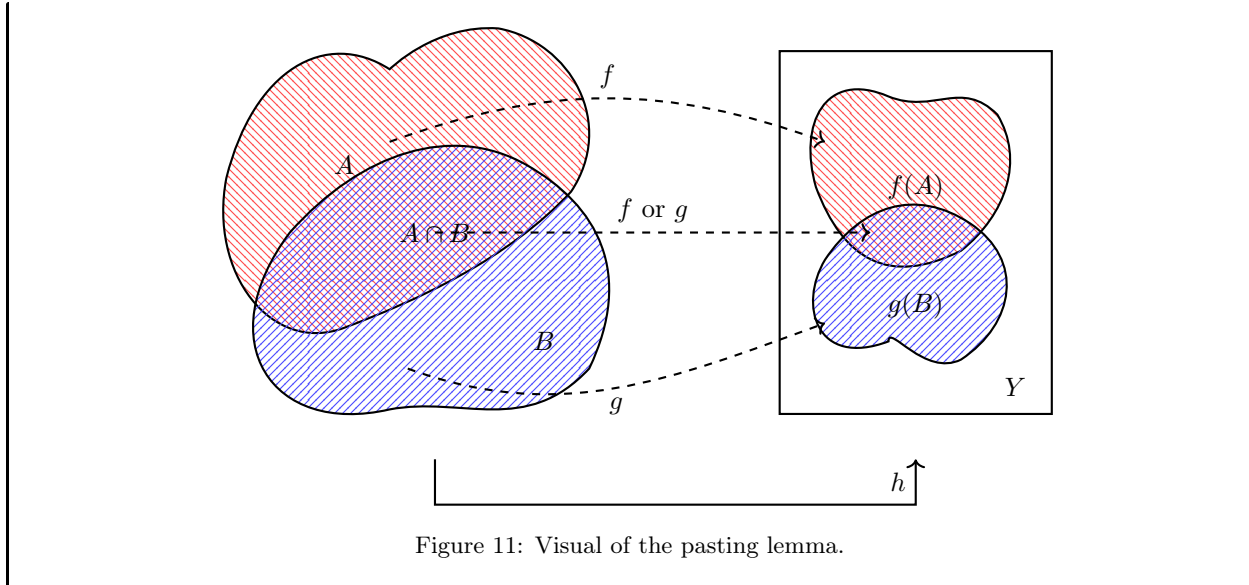 f
A
f(A)
f or g
A ∩ B
g(B)
B
Y
g
h
Figure 11: Visual of the pasting lemma.